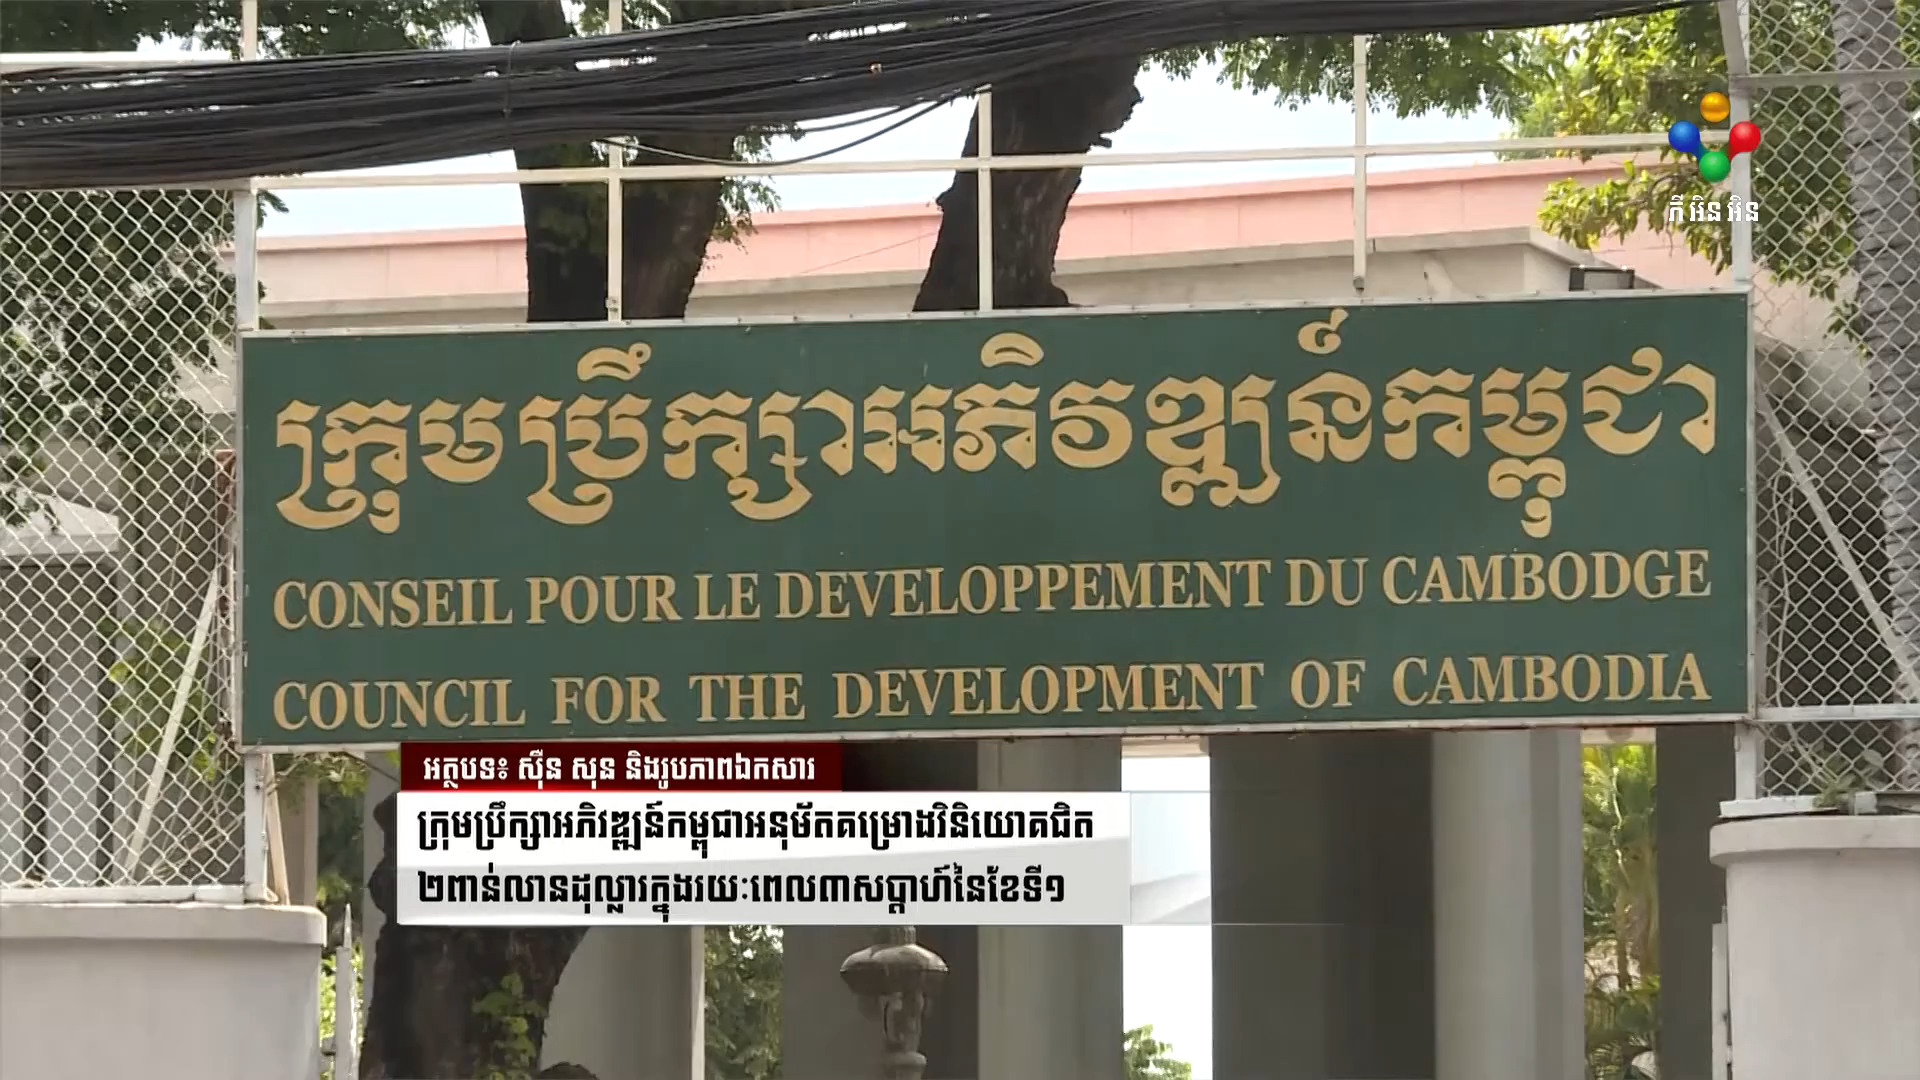 ភី អិន អិន
ក្រុមប្រឹក្សាអភិវឌ្ឍន៍កម្ពុជា
CONSEIL POUR LE DEVELOPPEMENT DU CAMBODGE
COUNCIL FOR THE DEVELOPMENT OF CAMBODIA
អត្ថបទ៖ ស៊ឺន សុន និងរូបភាពឯកសារ
ក្រុមប្រឹក្សាអភិវឌ្ឍន៍កម្ពុជាអនុម័តគម្រោងវិនិយោគជិត
២ពាន់លានដុល្លារក្នុងរយៈពេល៣សប្ដាហ៍នៃខែទី១